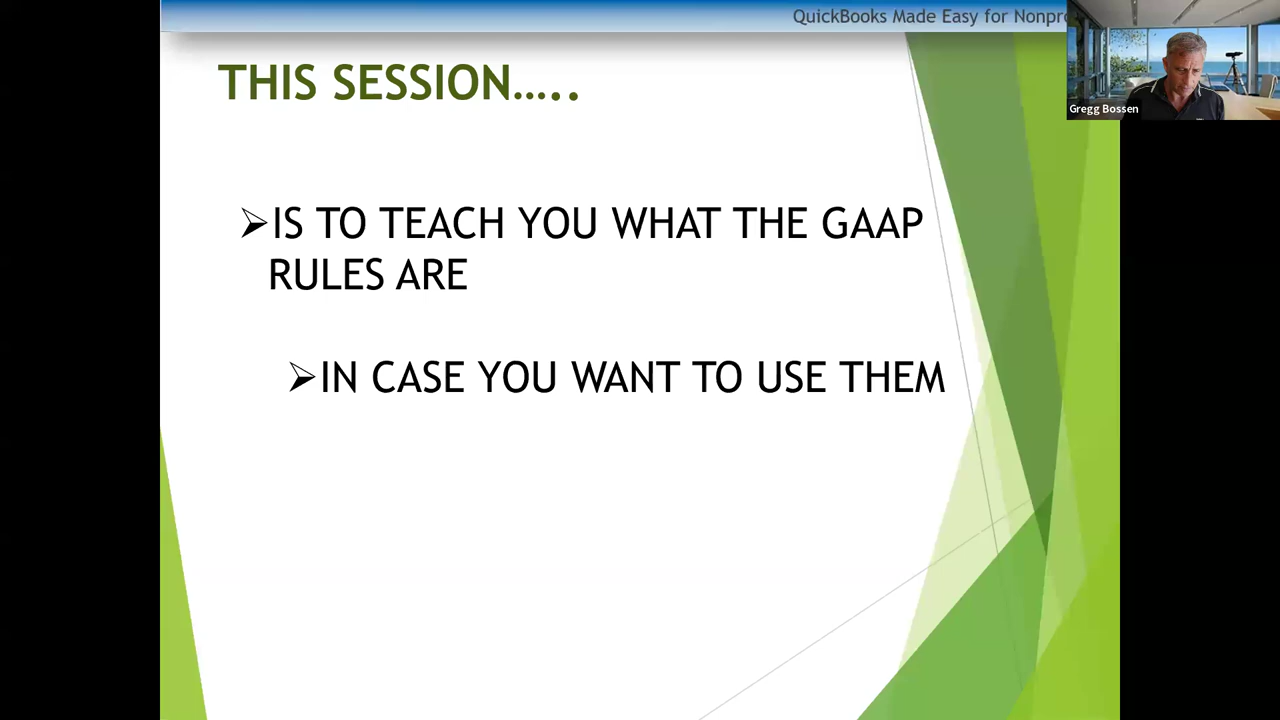 QuickBooks Made Easy for Nonpro
Gregg Bossen
THIS SESSION…..
➢IS TO TEACH YOU WHAT THE GAAP
RULES ARE
➢IN CASE YOU WANT TO USE THEM